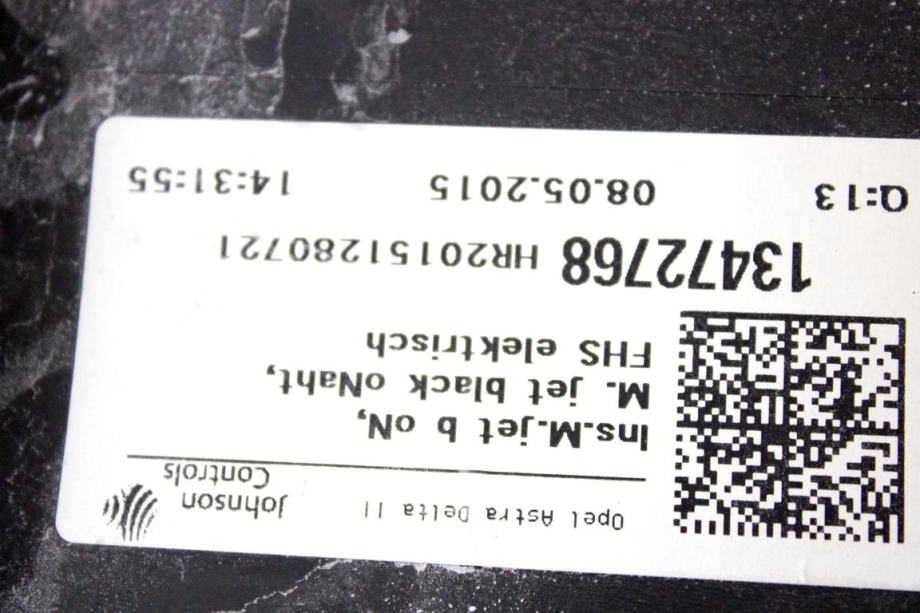 Opel Astra Delta II
Johnson
Controls
Ins.M.jet b oN,
M. jet black oNaht,
FHS elektrisch
13472768 HR20151280721
Q:13 08.05.2015 14:31:55